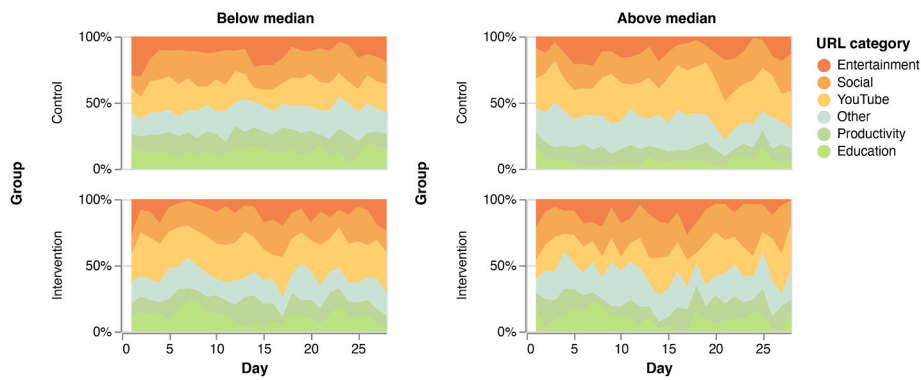 Below median
Above median
URL category
Entertainment
Social
YouTube
Other
Productivity
Education
Group
Control
100%
50%
0%
Group
Control
100%
50%
0%
Intervention
100%
50%
0%
0 5 10 15 20 25
Day
Intervention
100%
50%
0%
0 5 10 15 20 25
Day